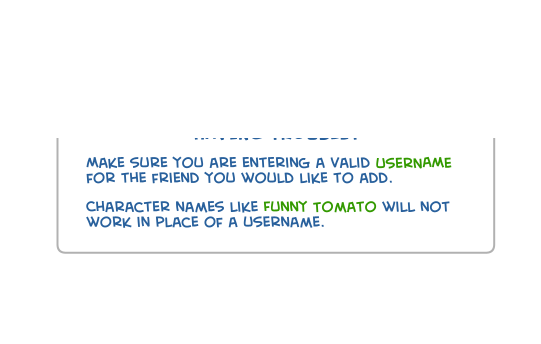 MAKE SURE YOU ARE ENTERING A VALID USERNAME
FOR THE FRIEND YOU WOULD LIKE TO ADD.
CHARACTER NAMES LIKE FUNNY TOMATO WILL NOT
WORK IN PLACE OF A USERNAME.